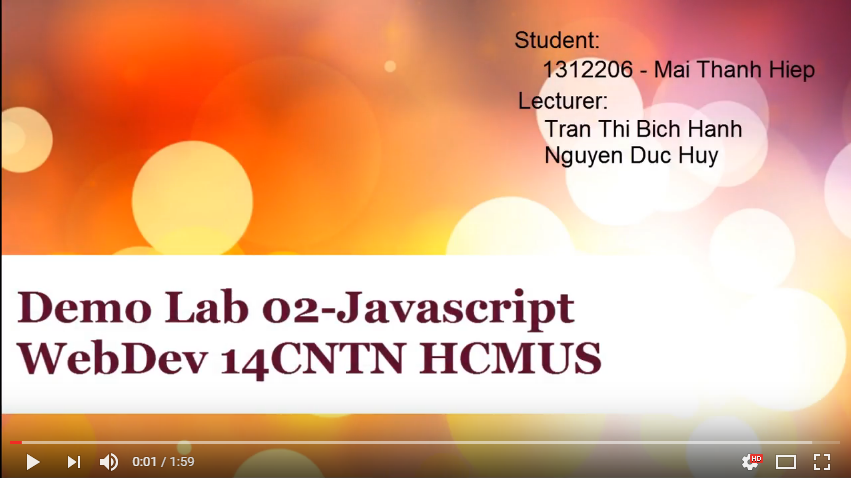 Student:
1312206 - Mai Thanh Hiep
Lecturer:
Tran Thi Bich Hanh
Nguyen Duc Huy
Demo Lab 02-Javascript
WebDev 14CNTN HCMUS
0:01 / 1:59
HD